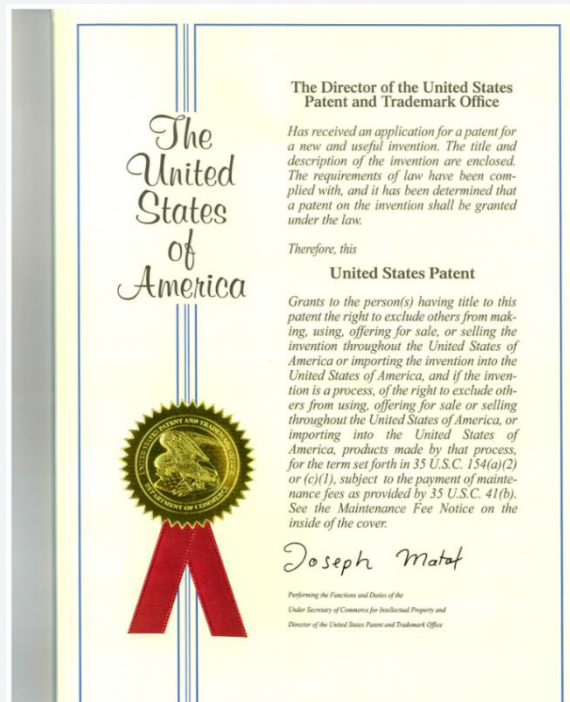 The
United
States
of
America
The Director of the United States
Patent and Trademark Office
Has received an application for a patent for
a new and useful invention. The title and
description of the invention are enclosed.
The requirements of law have been com-
plied with, and it has been determined that
a patent on the invention shall be granted
under the law.
Therefore, this
United States Patent
Grants to the person(s) having title to this
patent the right to exclude others from mak-
ing, using, offering for sale, or selling the
invention throughout the United States of
America or importing the invention into the
United States of America, and if the inven-
tion is a process, of the right to exclude oth-
ers from using, offering for sale or selling
throughout the United States of America, or
importing into the United States of
America, products made by that process,
for the term set forth in 35 U.S.C. 154(a)(2)
or (c)(1), subject to the payment of mainte-
nance fees as provided by 35 U.S.C. 41(b).
See the Maintenance Fee Notice on the
inside of the cover.
Joseph Matal
Performing the Functions and Duties of the
Under Secretary of Commerce for Intellectual Property and
Director of the United States Patent and Trademark Office
UNITED STATES PATENT AND TRADEMARK OFFICE
DEPARTMENT OF COMMERCE